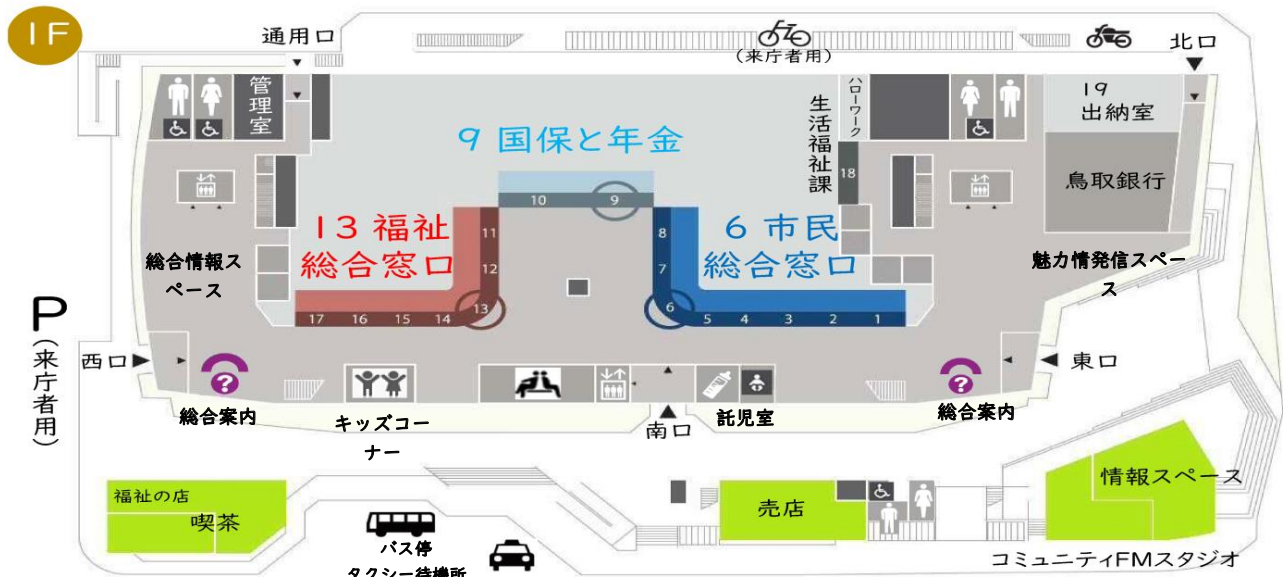 1F
通用口
(来庁者用)
北口
管理室
ハローワーク
生活福祉課
18
19
出納室
鳥取銀行
9 国保と年金
10
9
13 福祉
総合窓口
11
12
13
14
15
16
17
6 市民
総合窓口
8
7
6
5
4
3
2
1
総合情報ス
ペース
魅力情発信スペー
ス
P
(来庁者用)
西口
東口
?
総合案内
キッズコー
ナー
南口
託児室
?
総合案内
福祉の店
喫茶
バス停
タクシー待機所
売店
情報スペース
コミュニティFMスタジオ